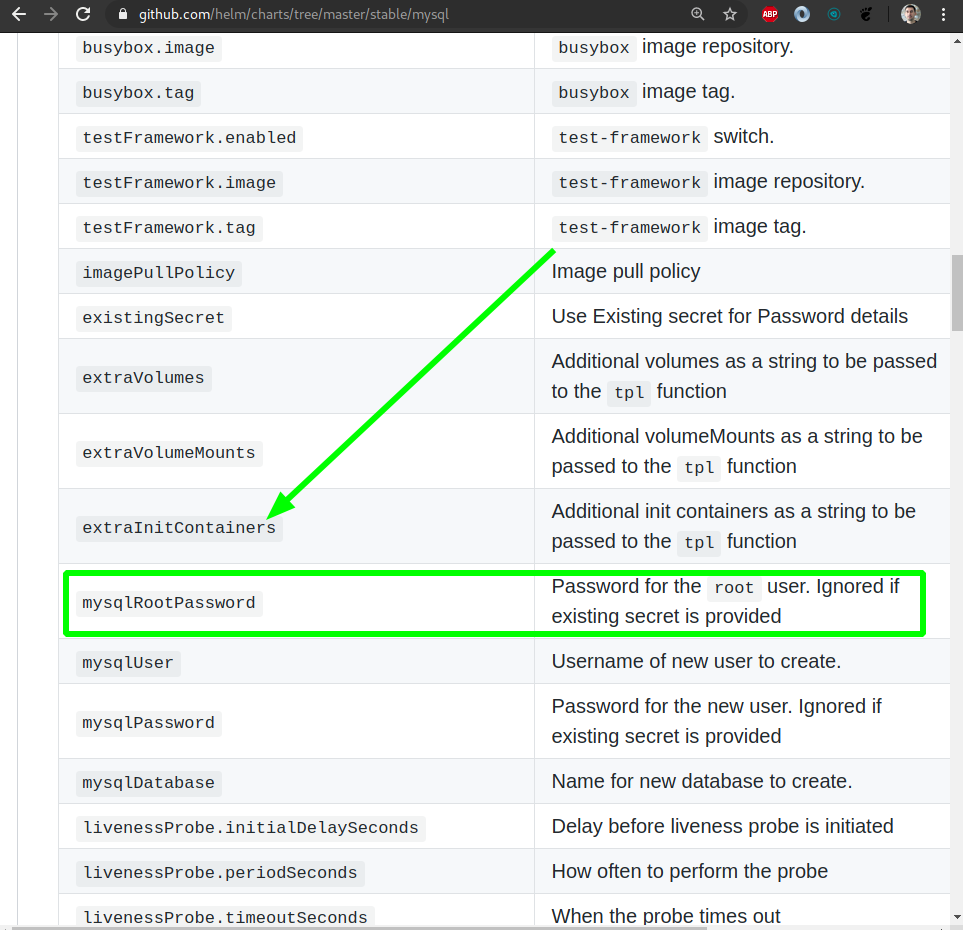 github.com/helm/charts/tree/master/stable/mysql
ABP
busybox.image busybox image repository.
busybox.tag busybox image tag.
testFramework.enabled test-framework switch.
testFramework.image test-framework image repository.
testFramework.tag test-framework image tag.
imagePullPolicy Image pull policy
existingSecret Use Existing secret for Password details
extraVolumes Additional volumes as a string to be passed
to the tpl function
extraVolumeMounts Additional volumeMounts as a string to be
passed to the tpl function
extraInitContainers Additional init containers as a string to be
passed to the tpl function
mysqlRootPassword Password for the root user. Ignored if
existing secret is provided
mysqlUser Username of new user to create.
mysqlPassword Password for the new user. Ignored if
existing secret is provided
mysqlDatabase Name for new database to create.
livenessProbe.initialDelaySeconds Delay before liveness probe is initiated
livenessProbe.periodSeconds How often to perform the probe
livenessProbe.timeoutSeconds When the probe times out